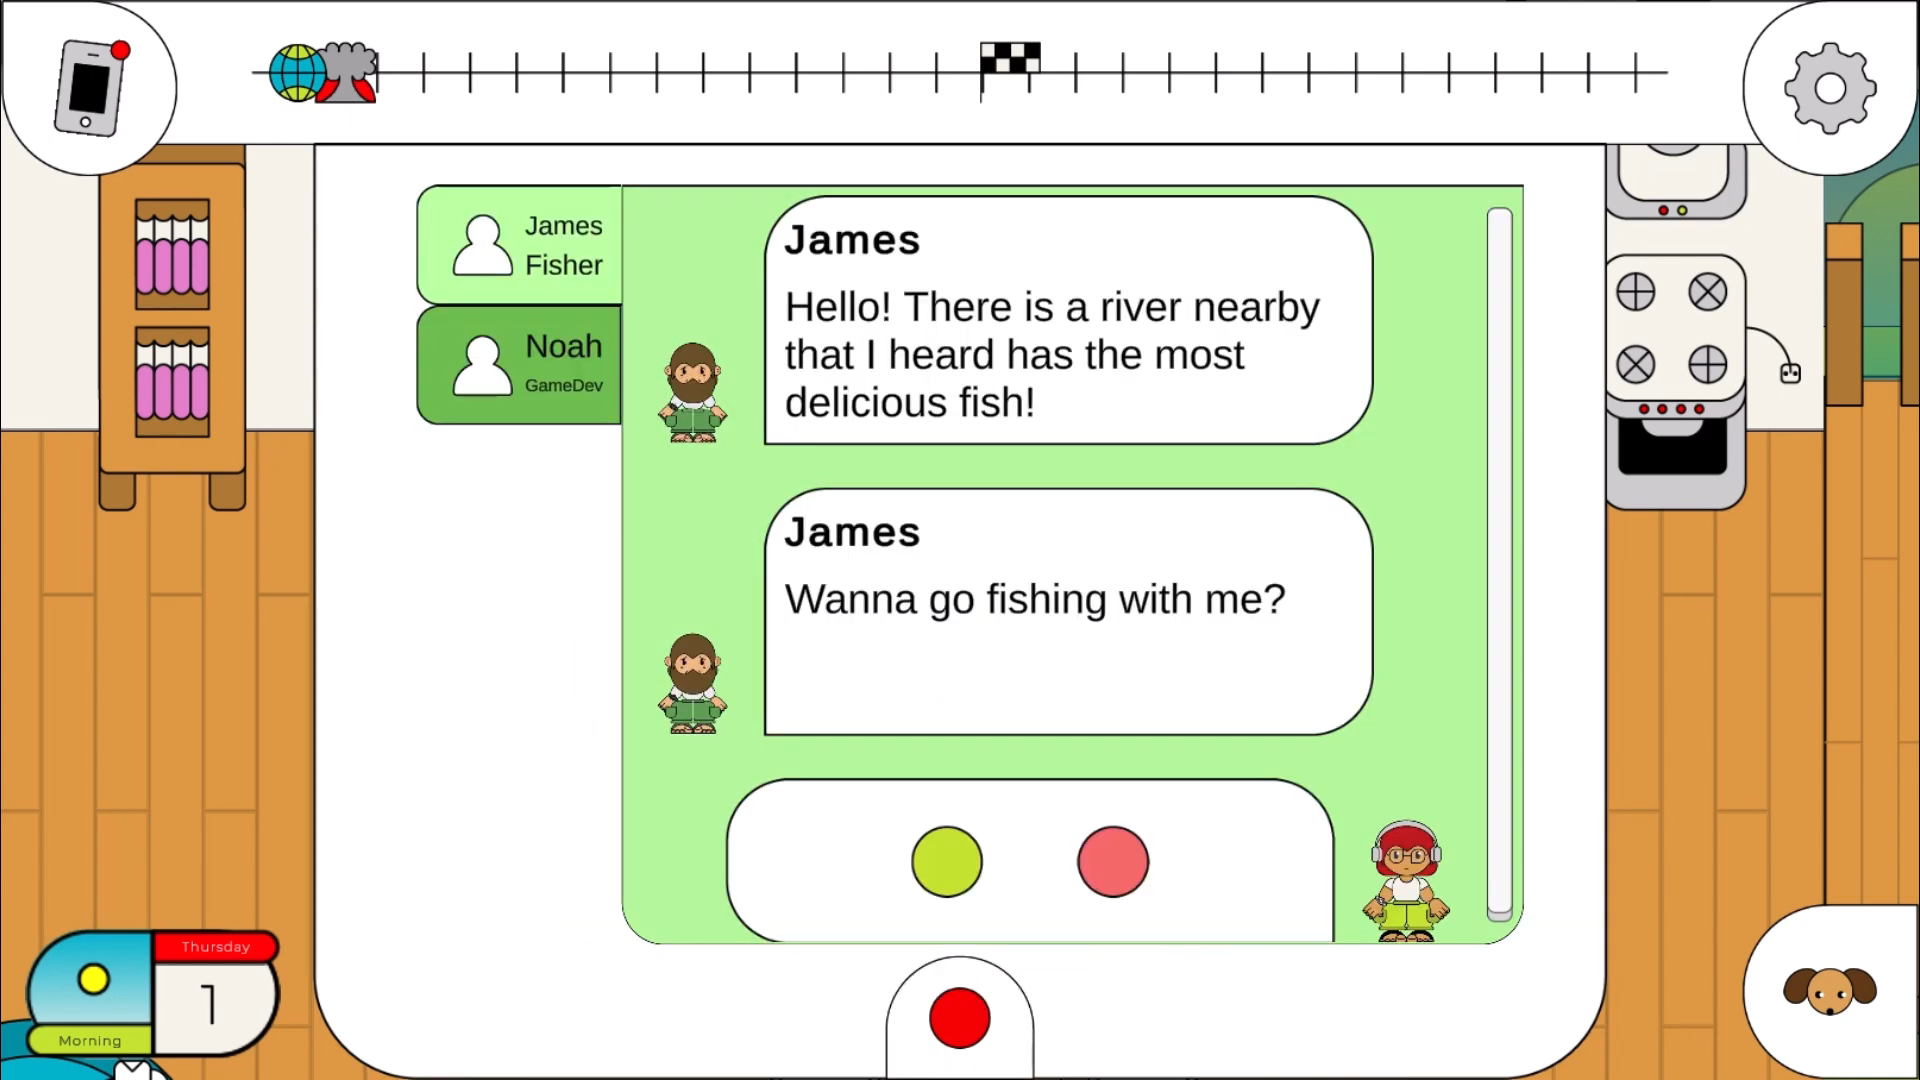 James
Fisher
Noah
GameDev
James
Hello! There is a river nearby
that I heard has the most
delicious fish!
James
Wanna go fishing with me?
Thursday
1
Morning